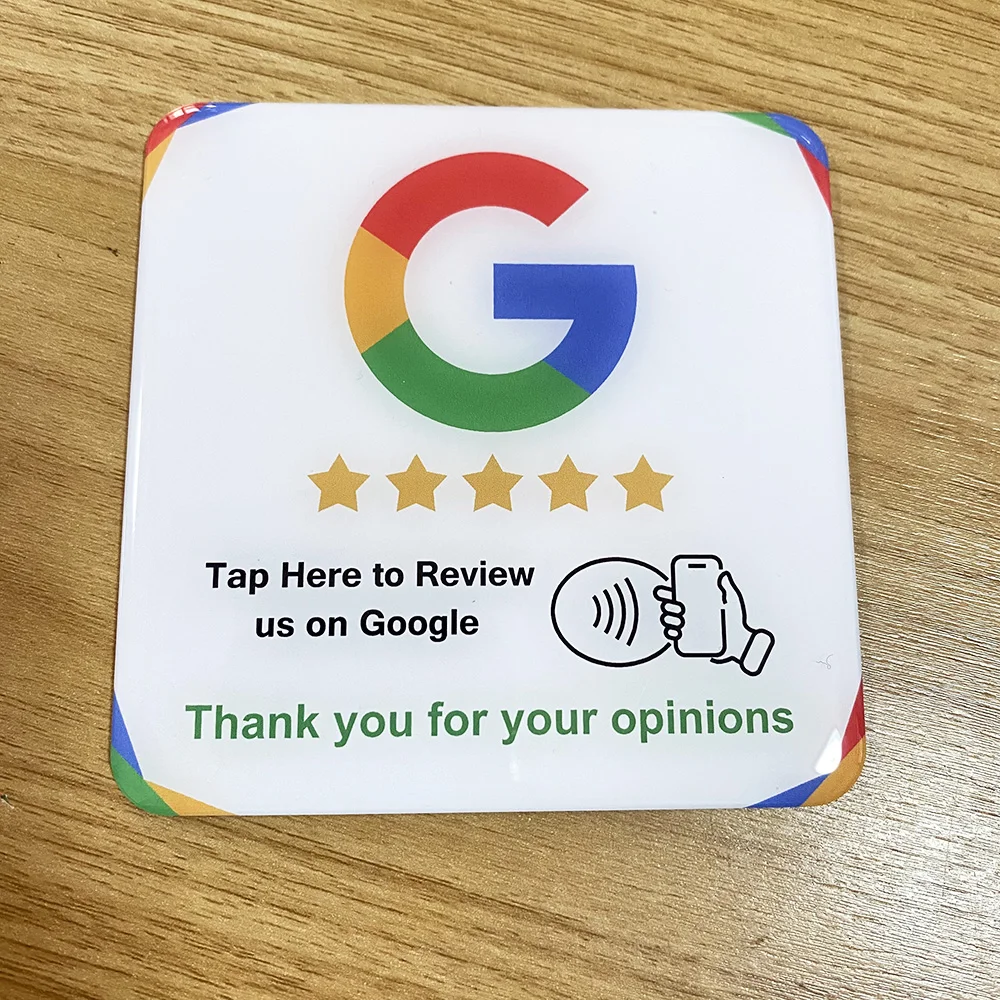 G
Tap Here to Review
us on Google
Thank you for your opinions